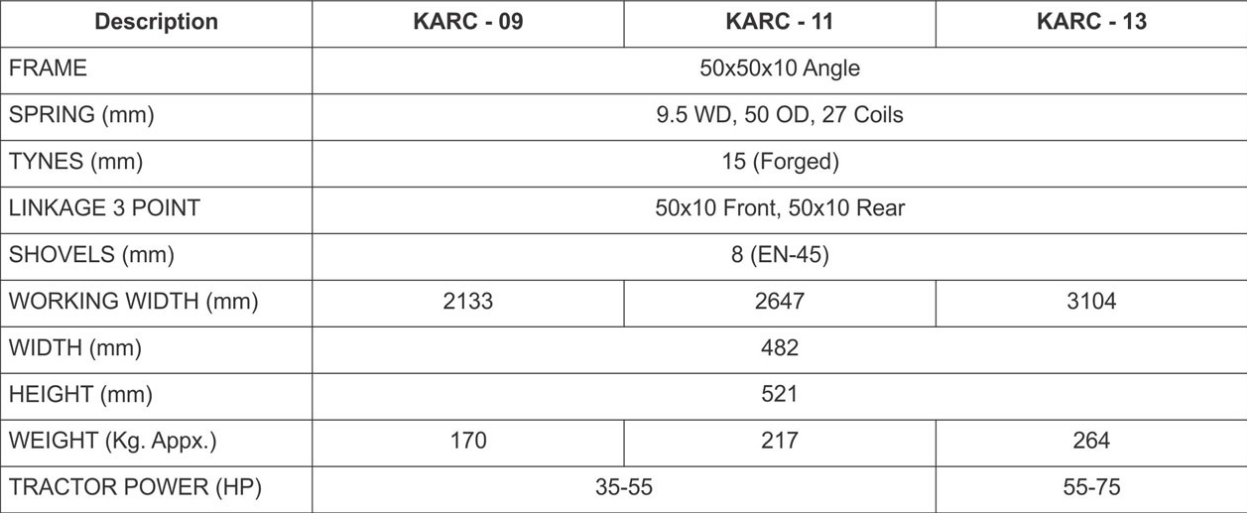 Description KARC - 09 KARC - 11 KARC - 13
FRAME 50x50x10 Angle
SPRING (mm) 9.5 WD, 50 OD, 27 Coils
TYNES (mm) 15 (Forged)
LINKAGE 3 POINT 50x10 Front, 50x10 Rear
SHOVELS (mm) 8 (EN-45)
WORKING WIDTH (mm) 2133 2647 3104
WIDTH (mm) 482
HEIGHT (mm) 521
WEIGHT (Kg. Appx.) 170 217 264
TRACTOR POWER (HP) 35-55 55-75